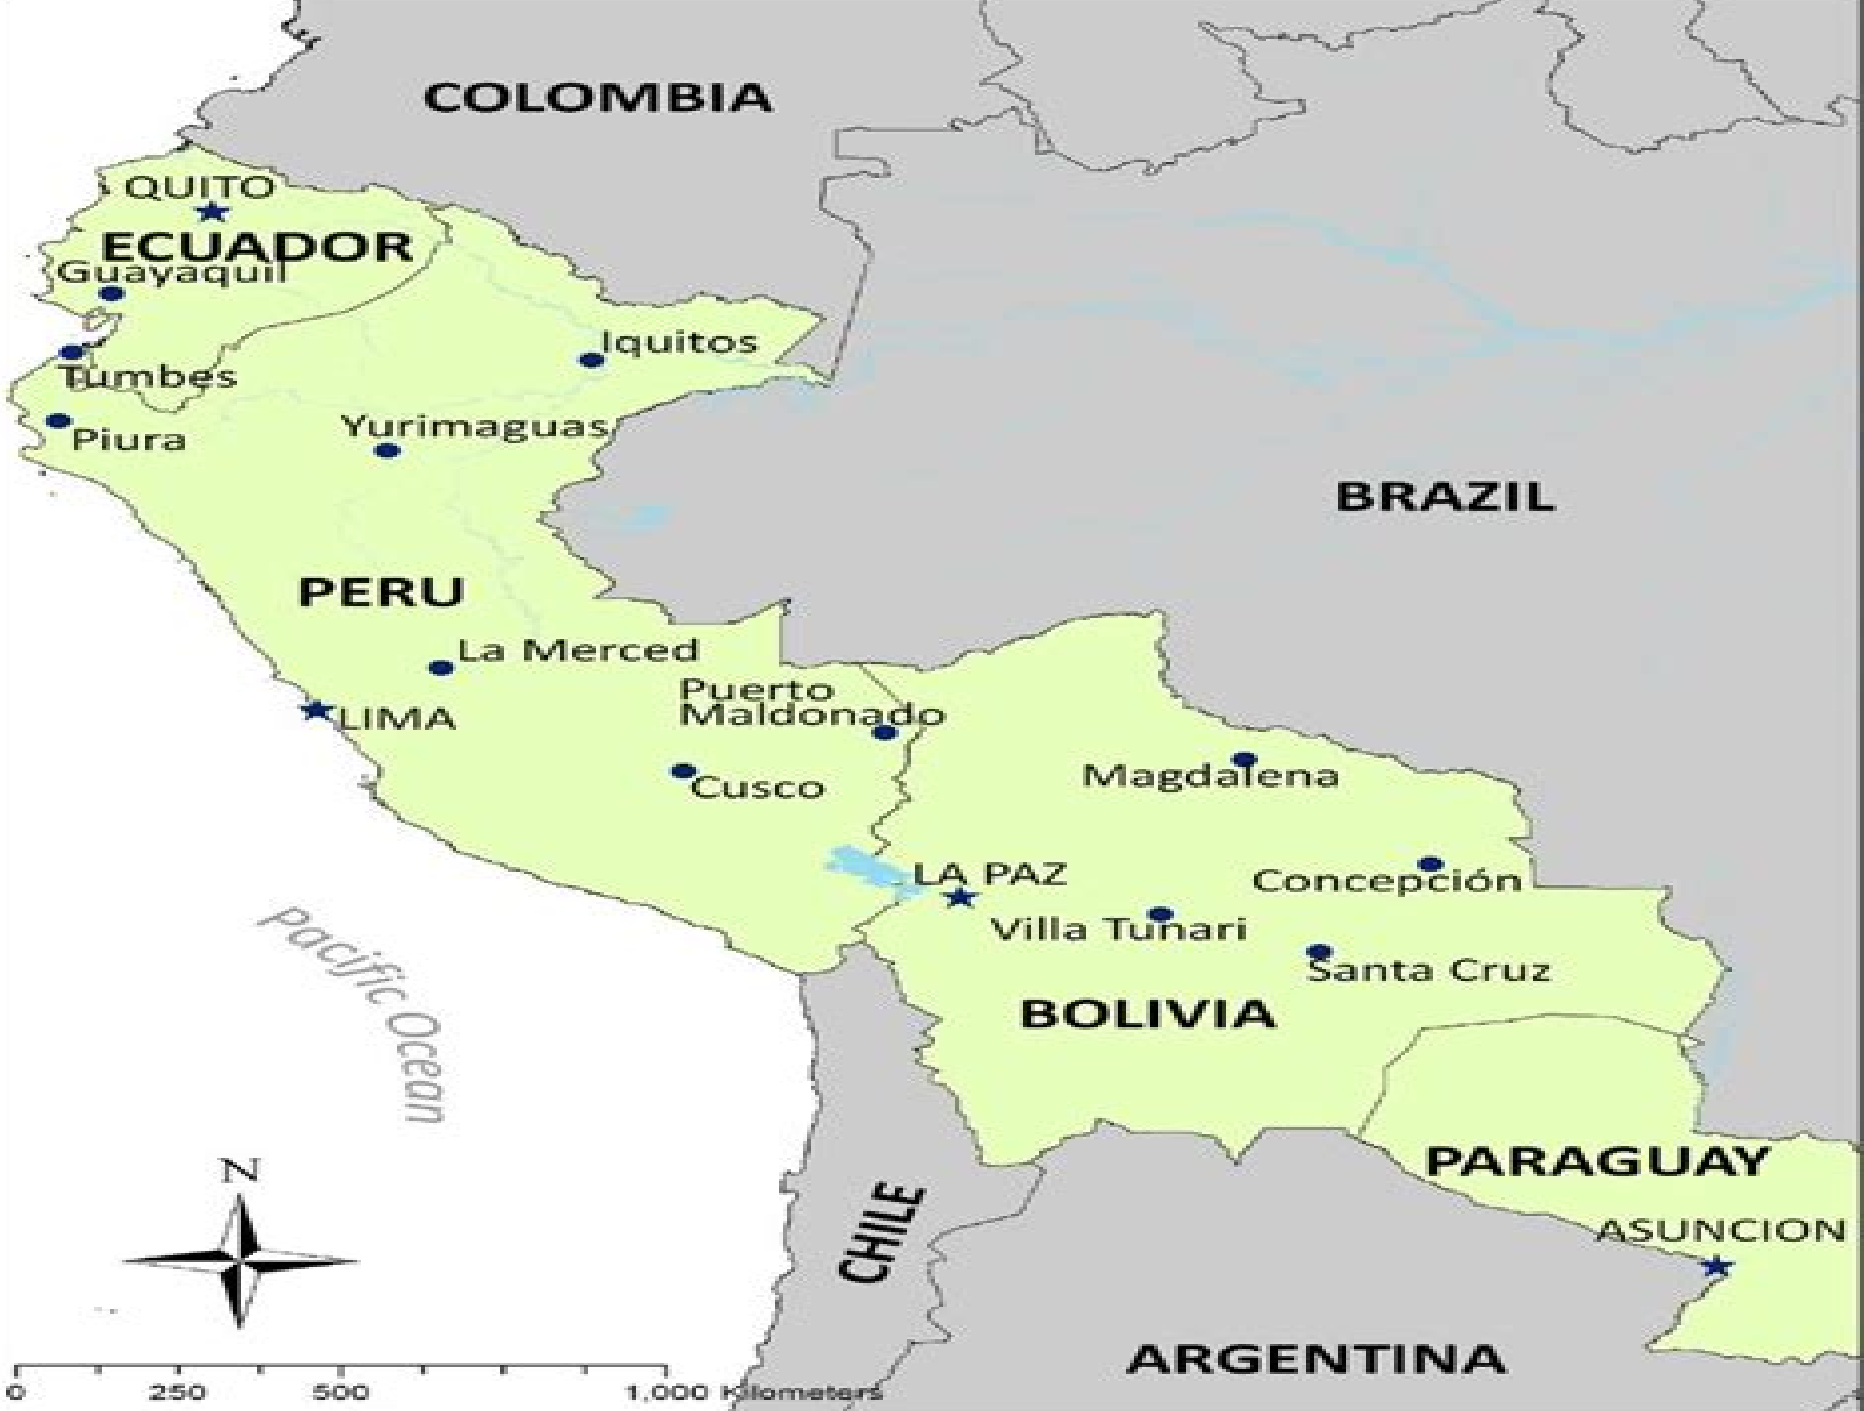 COLOMBIA
QUITO
ECUADOR
Guayaquil
Iquitos
Tumbes
Yurimaguas
Piura
BRAZIL
PERU
La Merced
Puerto
Maldonado
LIMA
Magdalena
Cusco
LA PAZ
Concepción
Villa Tunari
Santa Cruz
Pacific Ocean
BOLIVIA
N
PARAGUAY
CHILE
ASUNCION
ARGENTINA
0 250 500 1,000 Kilometers